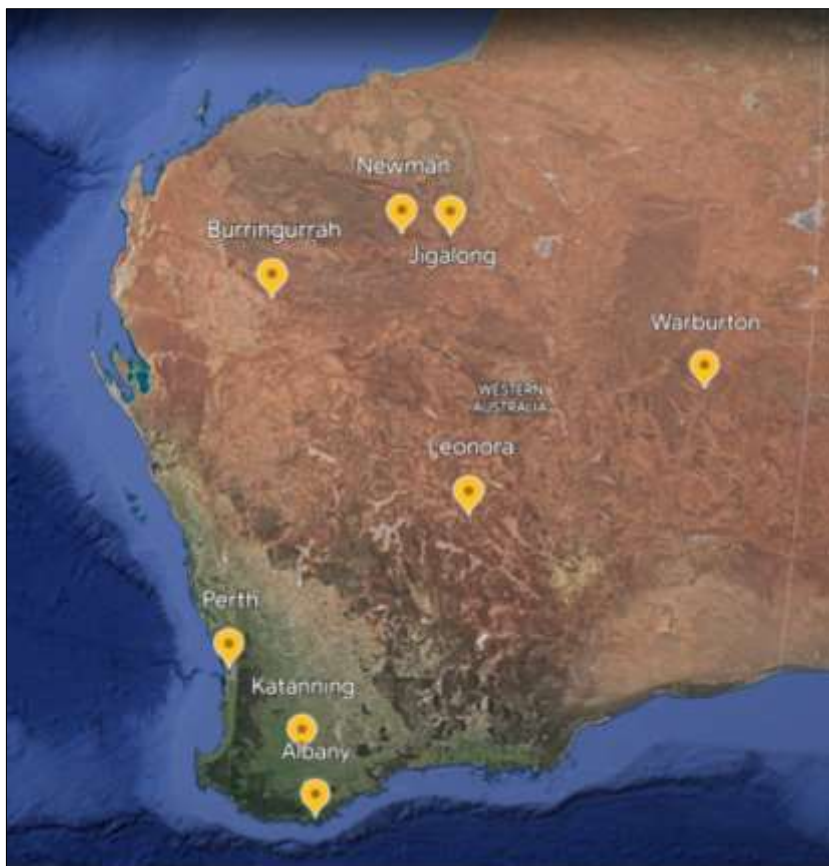 Newman
Burringurrah
Jigalong
Warburton
WESTERN
AUSTRALIA
Leonora
Perth
Katanning
Albany